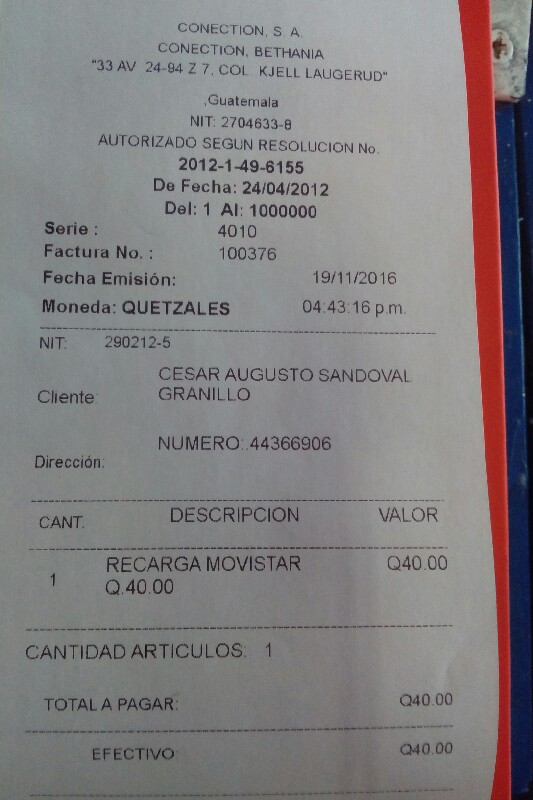 CONECTION, S. A.
CONECTION, BETHANIA
"33 AV 24-94 Z 7, COL. KJELL LAUGERUD"
,Guatemala
NIT: 2704633-8
AUTORIZADO SEGUN RESOLUCION No.
2012-1-49-6155
De Fecha: 24/04/2012
Del: 1 Al: 1000000
Serie : 4010
Factura No. : 100376
Fecha Emisión: 19/11/2016
Moneda: QUETZALES 04:43:16 p.m.
NIT: 290212-5
Cliente CESAR AUGUSTO SANDOVAL
GRANILLO
NUMERO:.44366906
Dirección:
CANT. DESCRIPCION VALOR
1 RECARGA MOVISTAR Q40.00
Q.40.00
CANTIDAD ARTICULOS: 1
TOTAL A PAGAR: Q40.00
EFECTIVO Q40.00